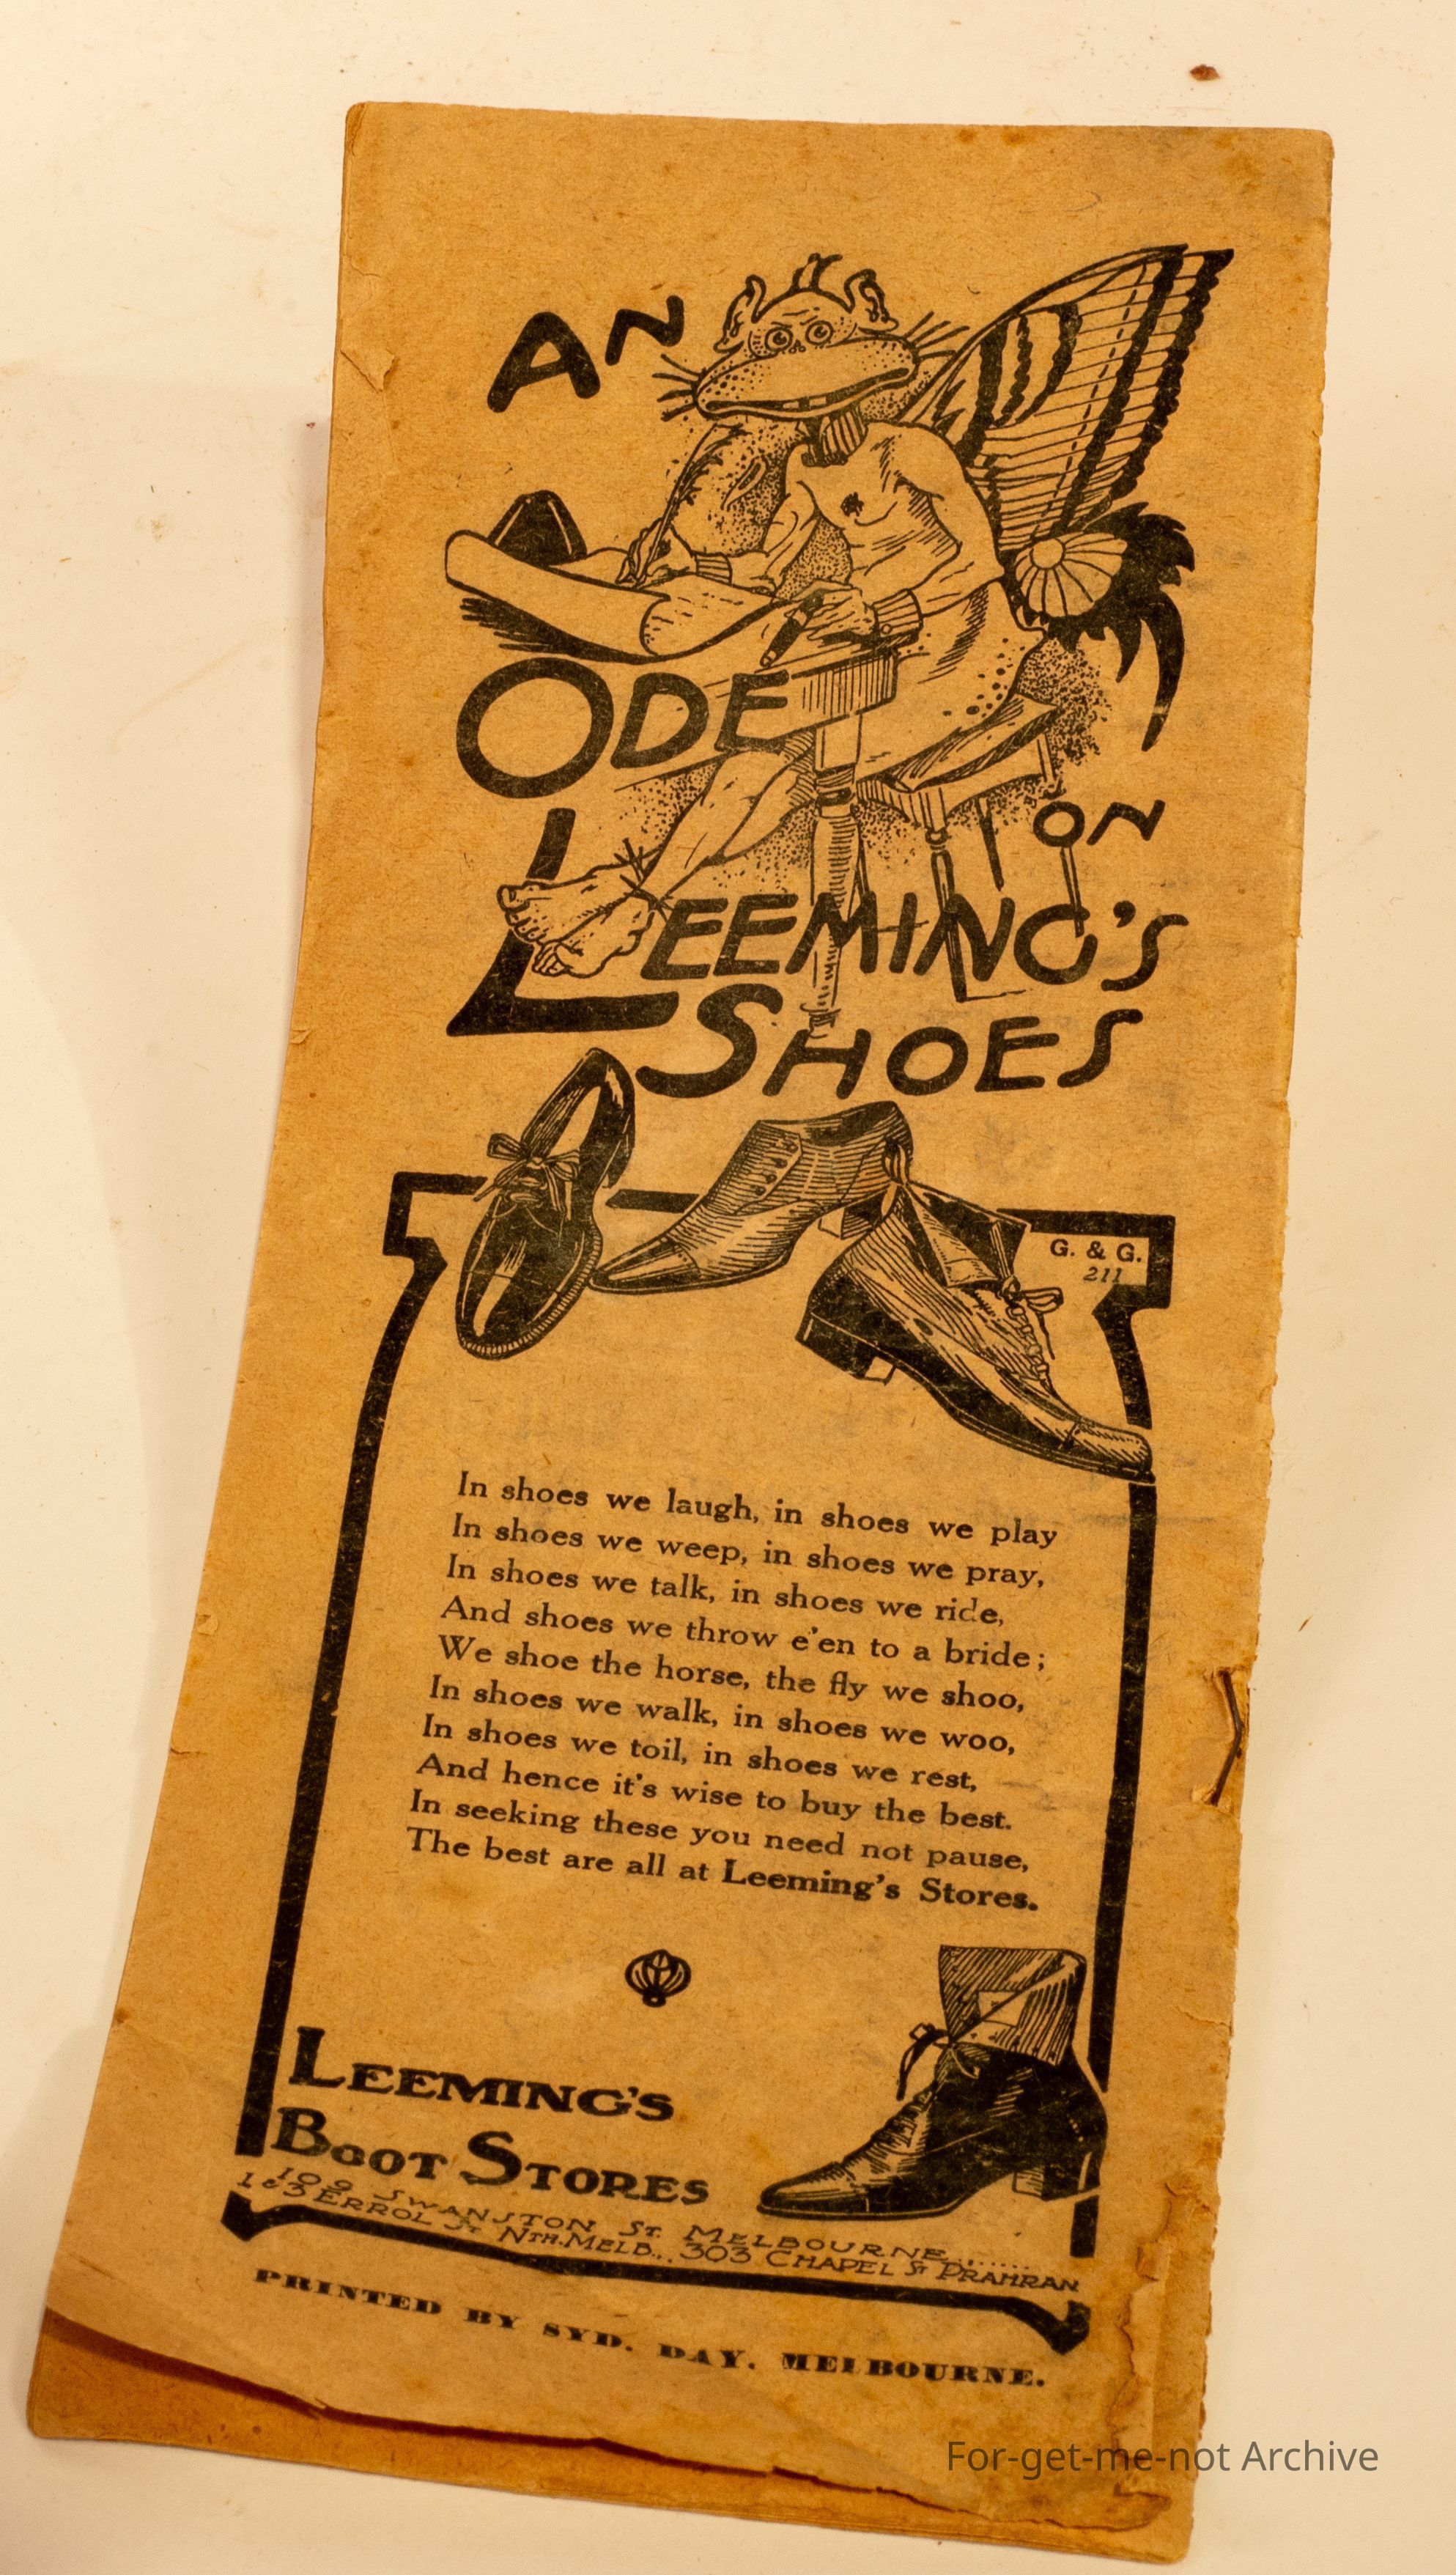 AN
ODE
ON
LEEMING'S
SHOES
G. & G.
211
In shoes we laugh, in shoes we play
In shoes we weep, in shoes we pray,
In shoes we talk, in shoes we ride,
And shoes we throw e'en to a bride;
We shoe the horse, the fly we shoo,
In shoes we walk, in shoes we woo,
In shoes we toil, in shoes we rest,
And hence it's wise to buy the best.
In seeking these you need not pause,
The best are all at Leeming's Stores.
LEEMING'S
BOOT STORES
109 SWANSTON ST. MELBOURNE........
1 & 3 ERROL ST NTH. MELB., 303 CHAPEL ST PRAHRAN
PRINTED BY SYD. DAY. MELBOURNE.
For-get-me-not Archive